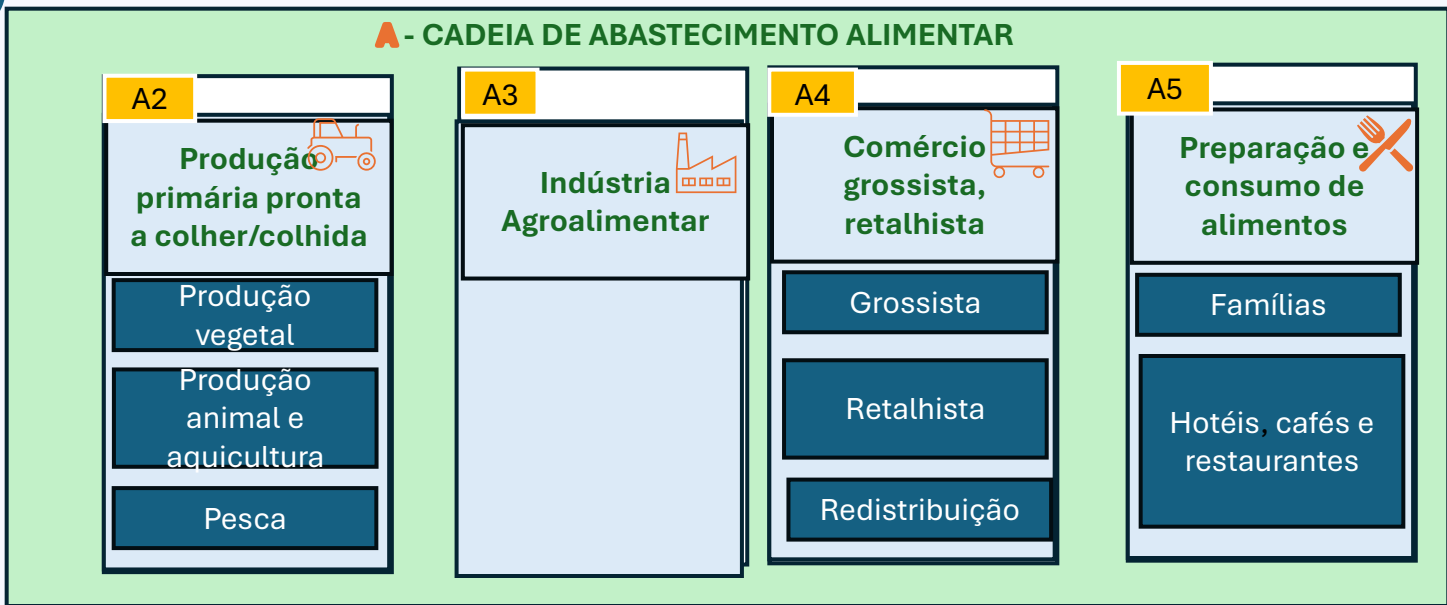 A - CADEIA DE ABASTECIMENTO ALIMENTAR
A2
Produção
primária pronta
a colher/colhida
Produção
vegetal
Produção
animal e
aquicultura
Pesca
A3
Indústria
Agroalimentar
A4
Comércio
grossista,
retalhista
Grossista
Retalhista
Redistribuição
A5
Preparação e
consumo de
alimentos
Famílias
Hotéis, cafés e
restaurantes